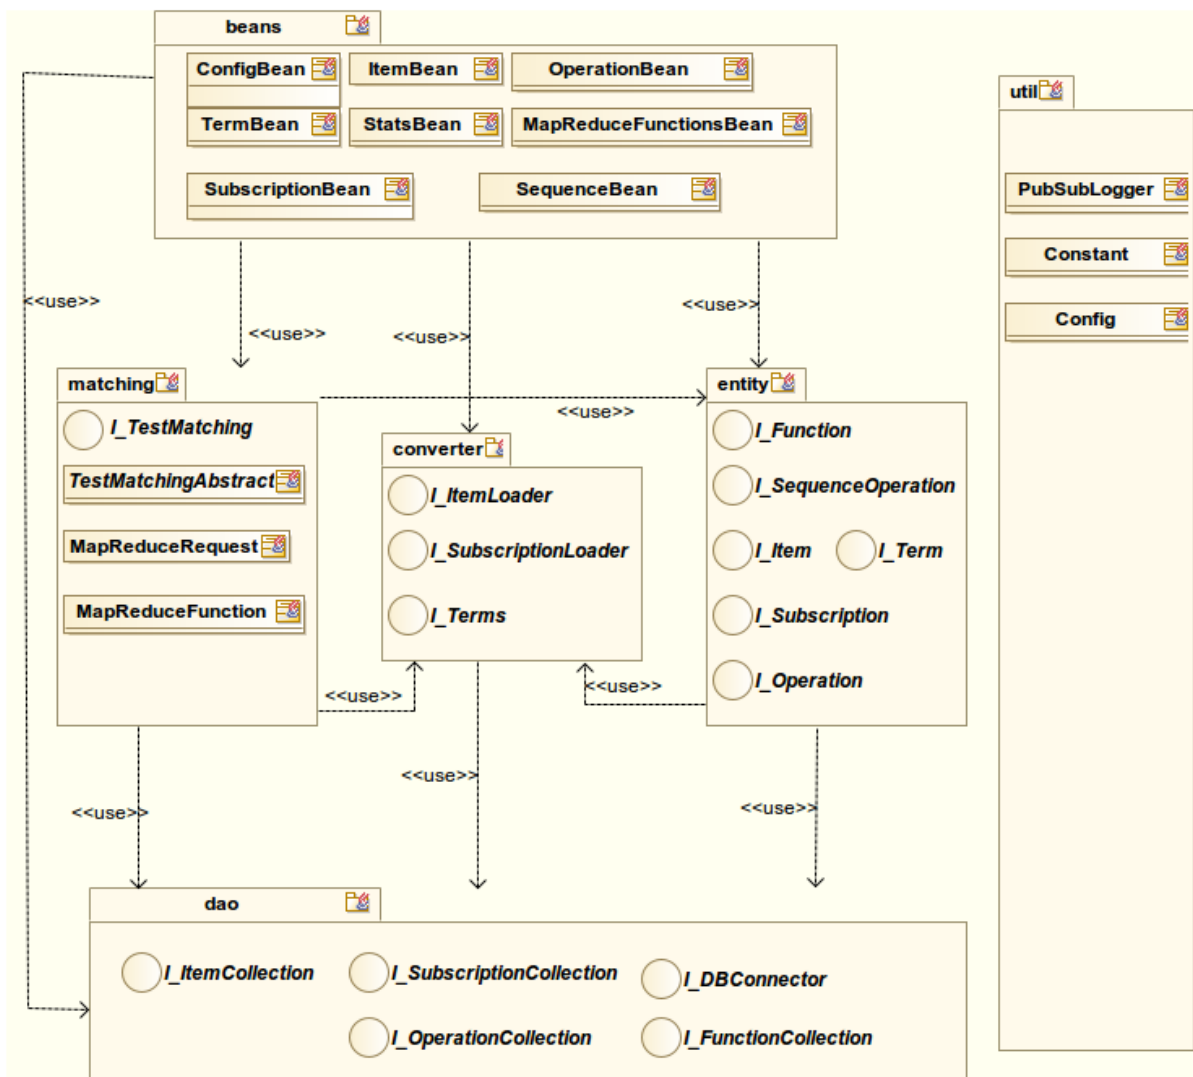 beans
ConfigBean
ItemBean
OperationBean
TermBean
StatsBean
MapReduceFunctionsBean
SubscriptionBean
SequenceBean
util
PubSubLogger
Constant
Config
<<use>>
<<use>>
<<use>>
<<use>>
matching
I_TestMatching
TestMatchingAbstract
MapReduceRequest
MapReduceFunction
<<use>>
converter
I_ItemLoader
I_SubscriptionLoader
I_Terms
entity
I_Function
I_SequenceOperation
I_Item
I_Term
I_Subscription
I_Operation
<<use>>
<<use>>
<<use>>
<<use>>
<<use>>
dao
I_ItemCollection
I_SubscriptionCollection
I_DBConnector
I_OperationCollection
I_FunctionCollection